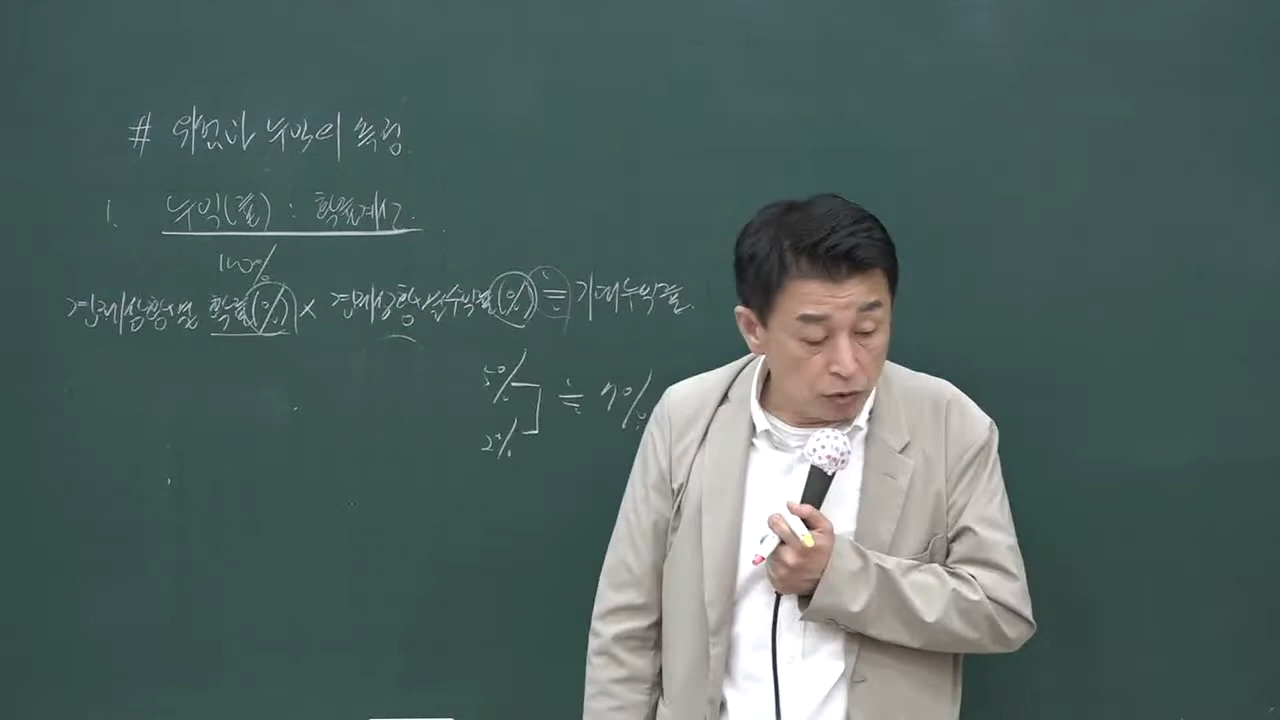 # 위험과 수익의 측정
1. 수익(률) : 확률계산.
100%
경제상황별 확률(%) × 경제상황별수익률(%) ≒ 기대수익률.
5%
≒ 7%
2%